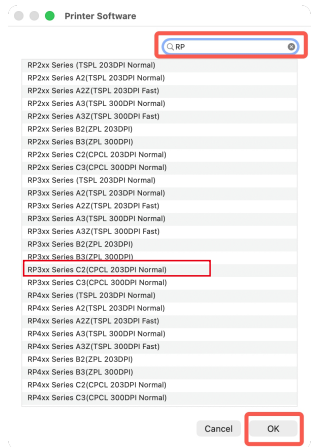 Printer Software
RP
RP2xx Series (TSPL 203DPI Normal)
RP2xx Series A2(TSPL 203DPI Normal)
RP2xx Series A2Z(TSPL 203DPI Fast)
RP2xx Series A3(TSPL 300DPI Normal)
RP2xx Series A3Z(TSPL 300DPI Fast)
RP2xx Series B2(ZPL 203DPI)
RP2xx Series B3(ZPL 300DPI)
RP2xx Series C2(CPCL 203DPI Normal)
RP2xx Series C3(CPCL 300DPI Normal)
RP3xx Series (TSPL 203DPI Normal)
RP3xx Series A2(TSPL 203DPI Normal)
RP3xx Series A2Z(TSPL 203DPI Fast)
RP3xx Series A3(TSPL 300DPI Normal)
RP3xx Series A3Z(TSPL 300DPI Fast)
RP3xx Series B2(ZPL 203DPI)
RP3xx Series B3(ZPL 300DPI)
RP3xx Series C2(CPCL 203DPI Normal)
RP3xx Series C3(CPCL 300DPI Normal)
RP4xx Series (TSPL 203DPI Normal)
RP4xx Series A2(TSPL 203DPI Normal)
RP4xx Series A2Z(TSPL 203DPI Fast)
RP4xx Series A3(TSPL 300DPI Normal)
RP4xx Series A3Z(TSPL 300DPI Fast)
RP4xx Series B2(ZPL 203DPI)
RP4xx Series B3(ZPL 300DPI)
RP4xx Series C2(CPCL 203DPI Normal)
RP4xx Series C3(CPCL 300DPI Normal)
Cancel OK